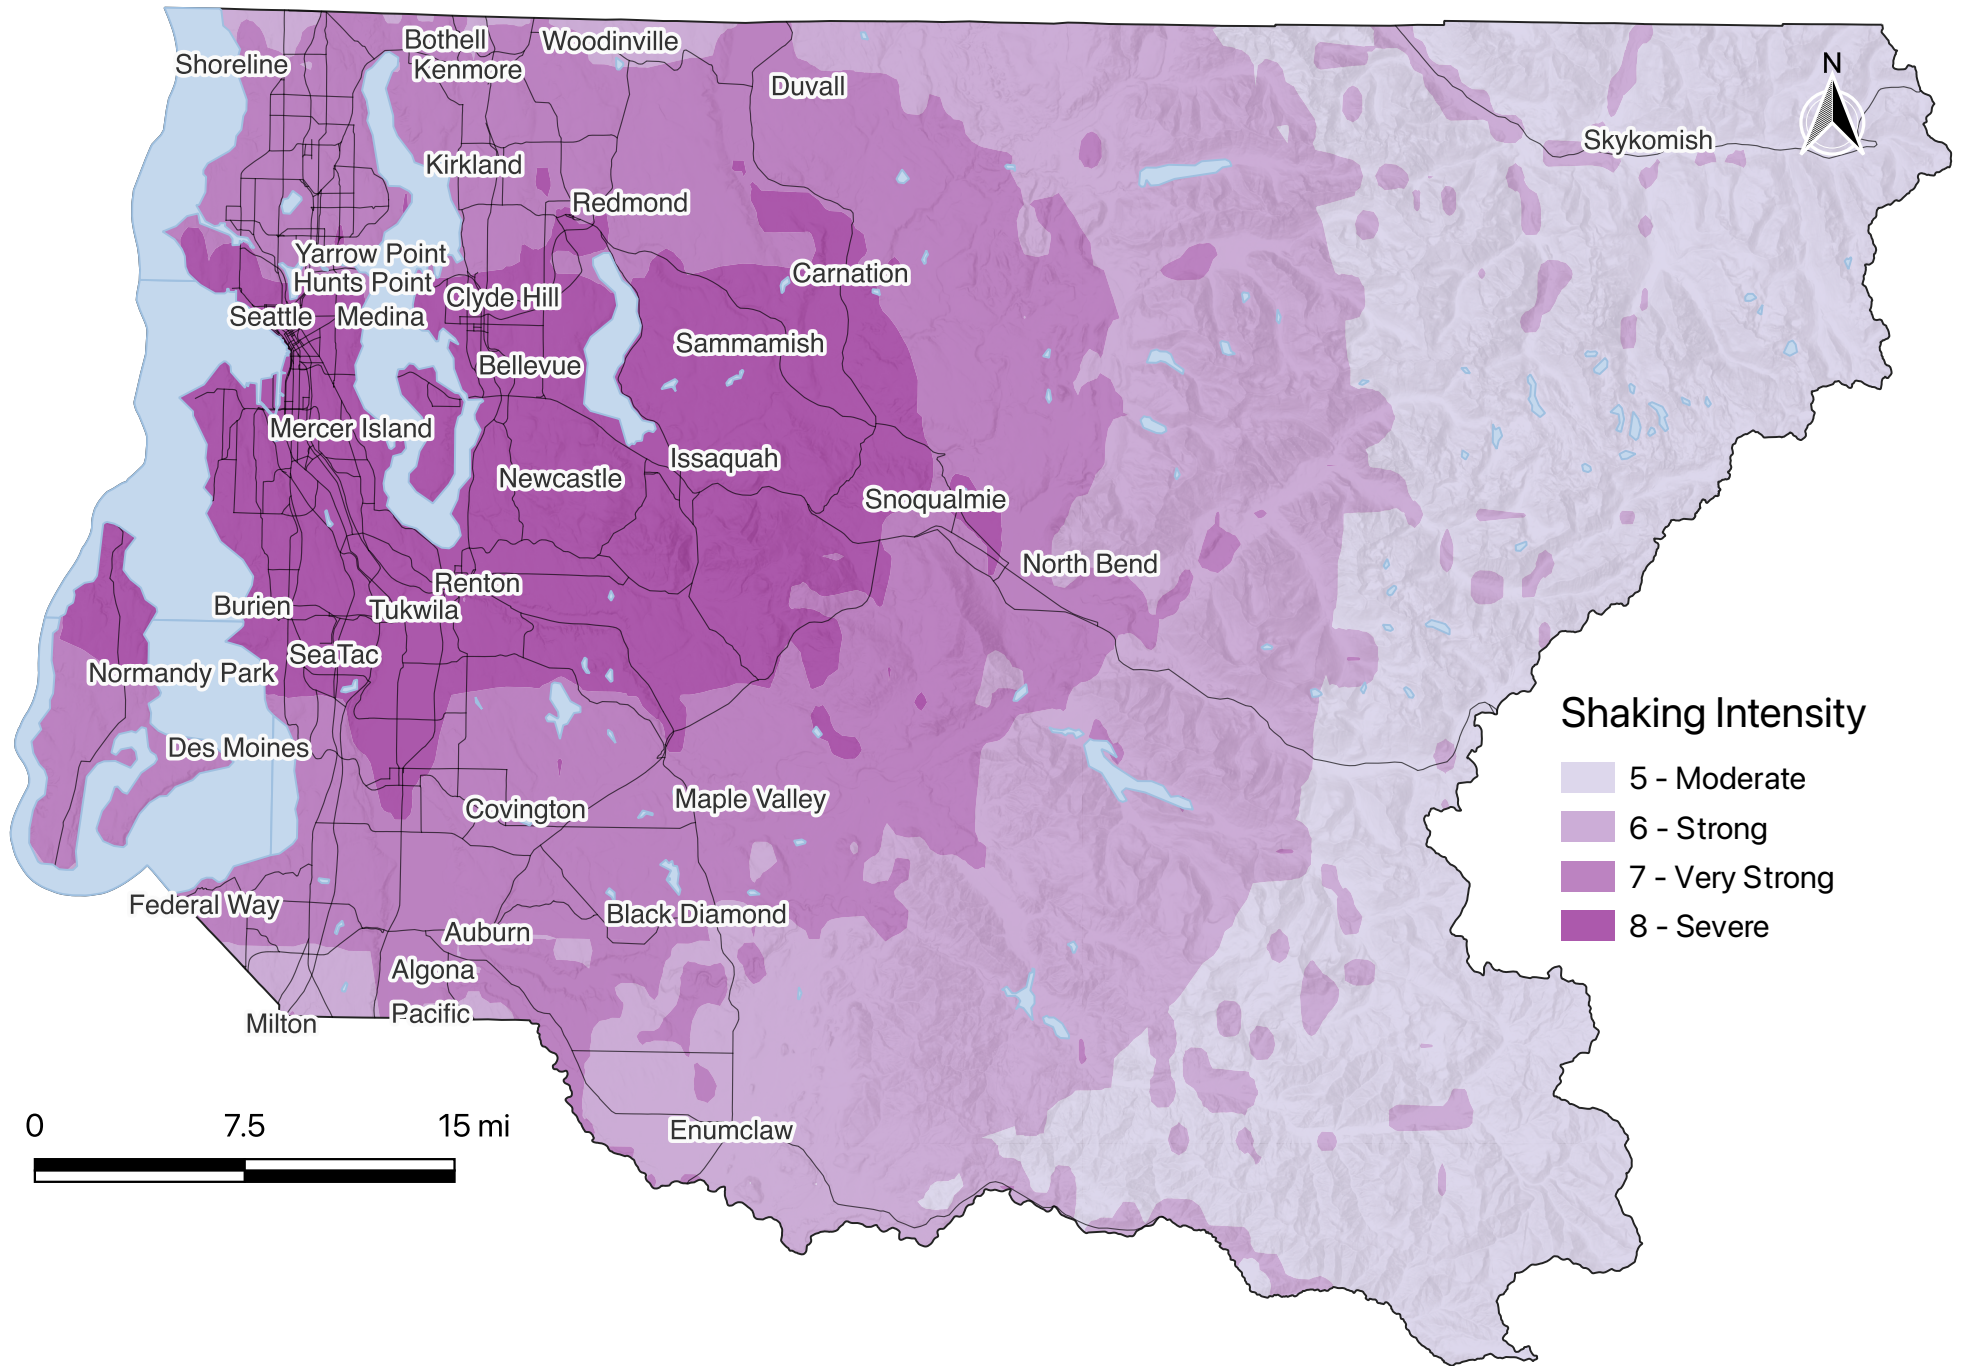 Bothell
Woodinville
Shoreline
Kenmore
N
Duvall
Skykomish
Kirkland
Redmond
Yarrow Point
Hunts Point
Carnation
Clyde Hill
Seattle
Medina
Sammamish
Bellevue
Mercer Island
Issaquah
Newcastle
Snoqualmie
North Bend
Renton
Burien
Tukwila
SeaTac
Normandy Park
Des Moines
Covington
Maple Valley
Federal Way
Black Diamond
Auburn
Algona
Pacific
Milton
Enumclaw
Shaking Intensity
5 - Moderate
6 - Strong
7 - Very Strong
8 - Severe
0 7.5 15 mi